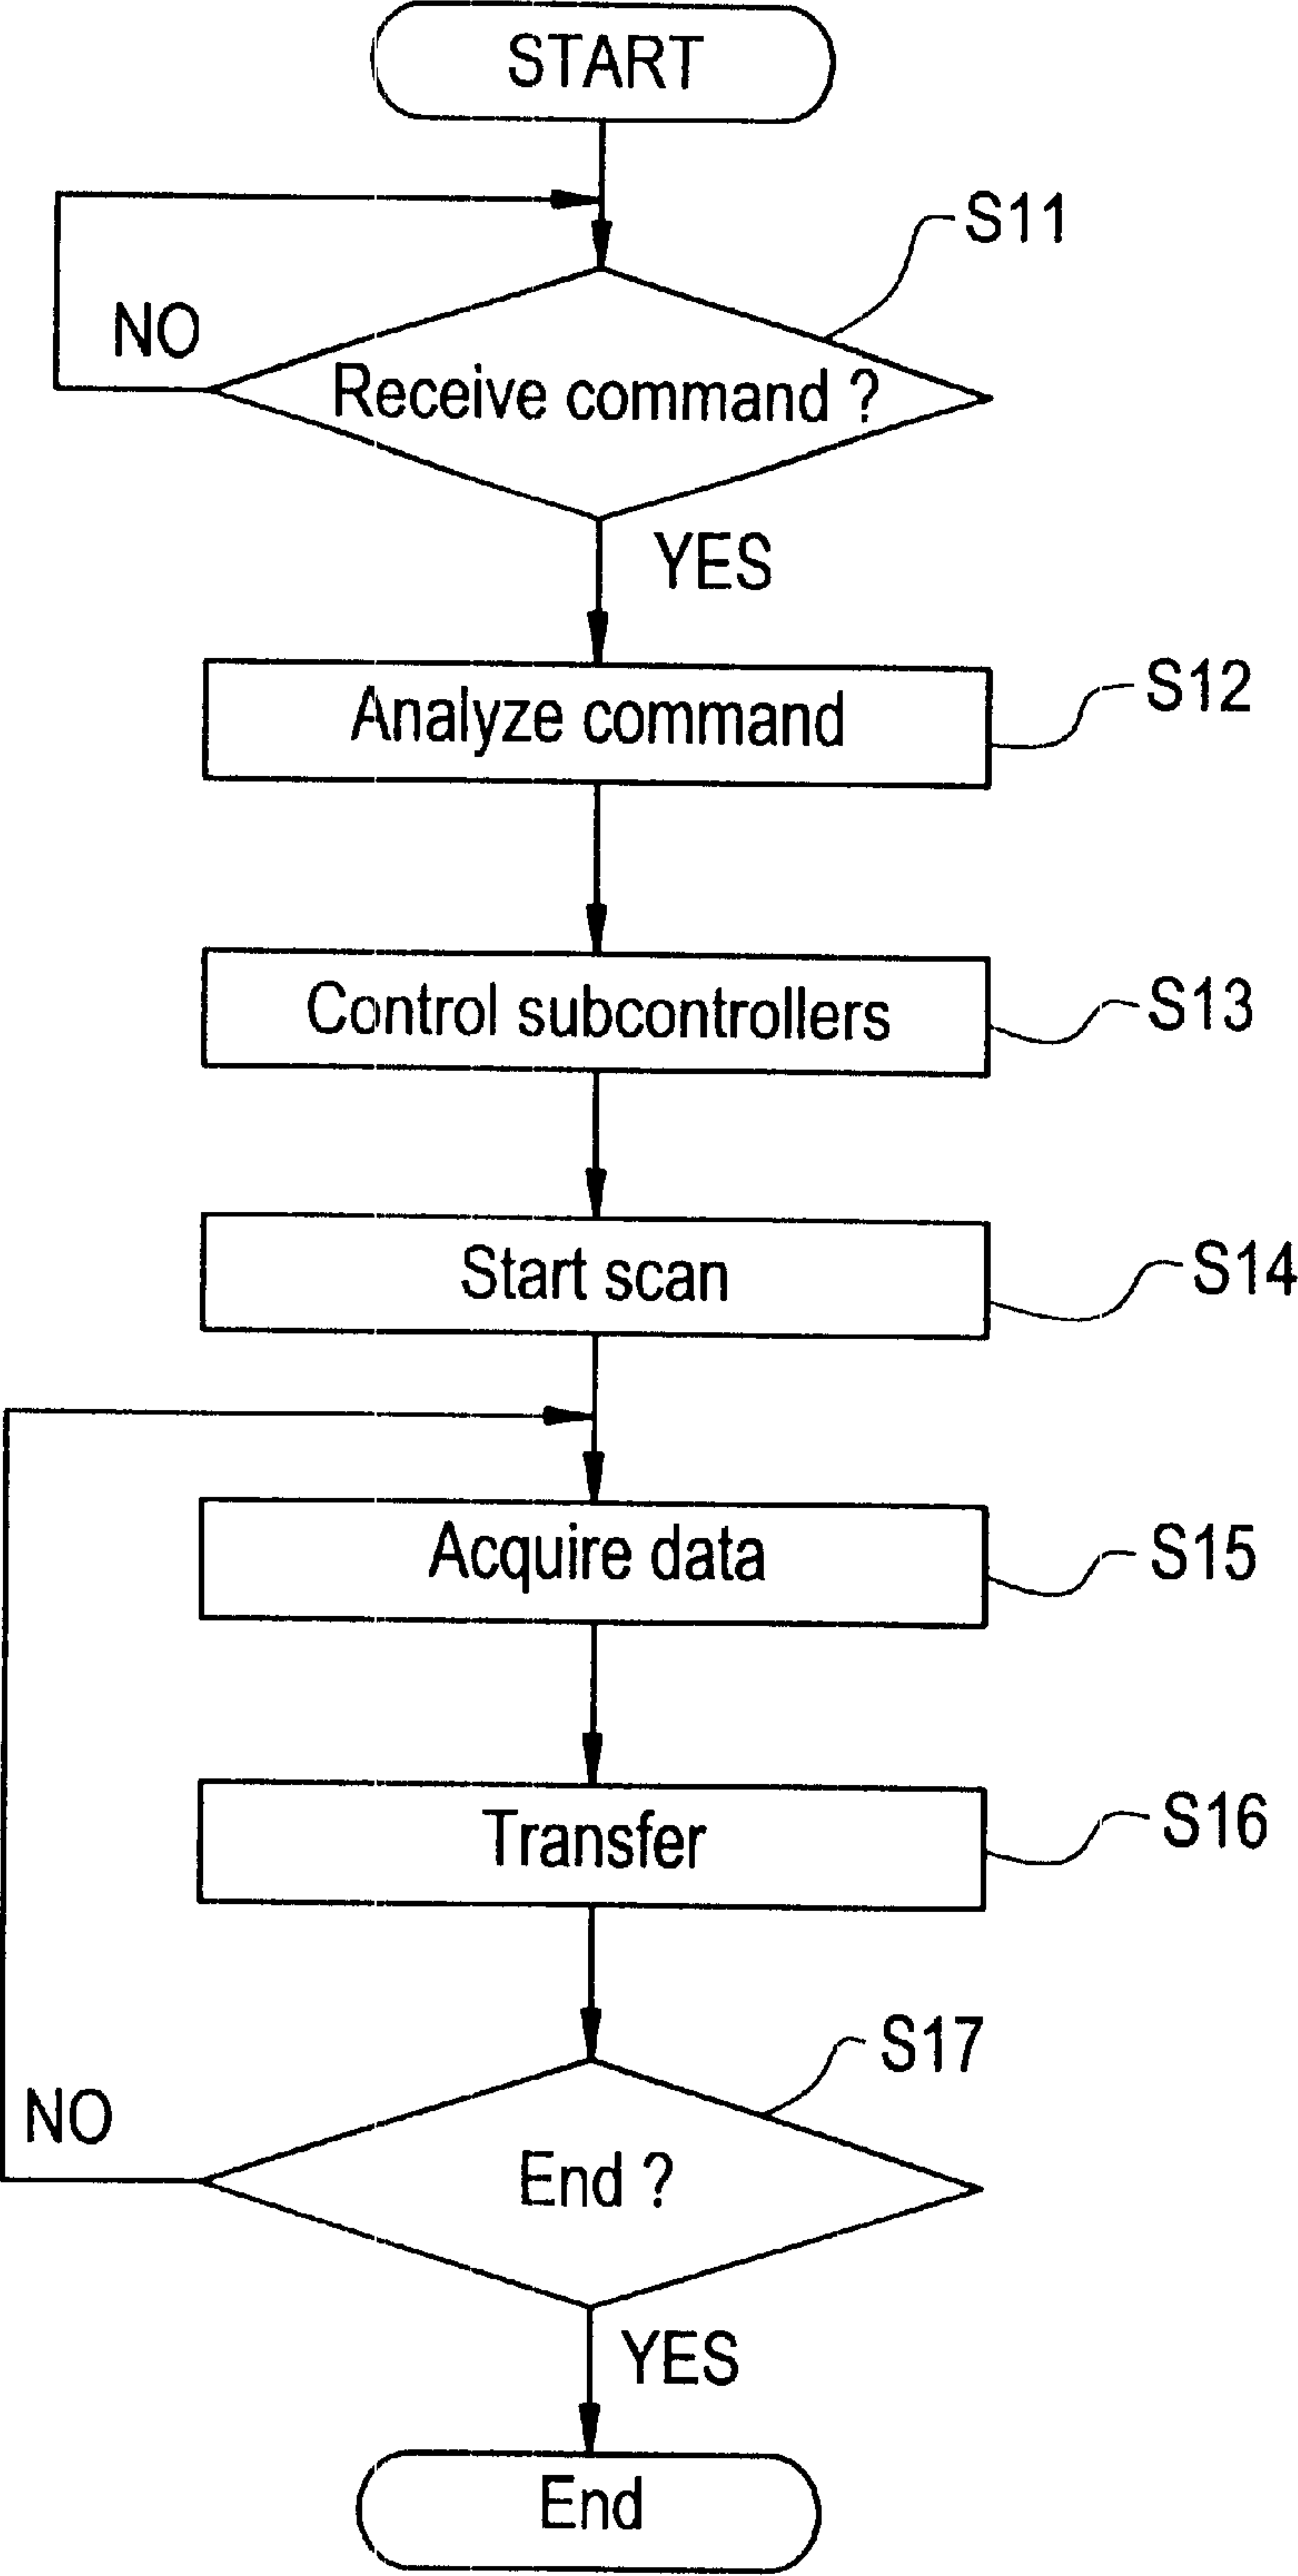 START
S11
NO
Receive command ?
YES
Analyze command
S12
Control subcontrollers
S13
Start scan
S14
Acquire data
S15
Transfer
S16
S17
NO
End ?
YES
End